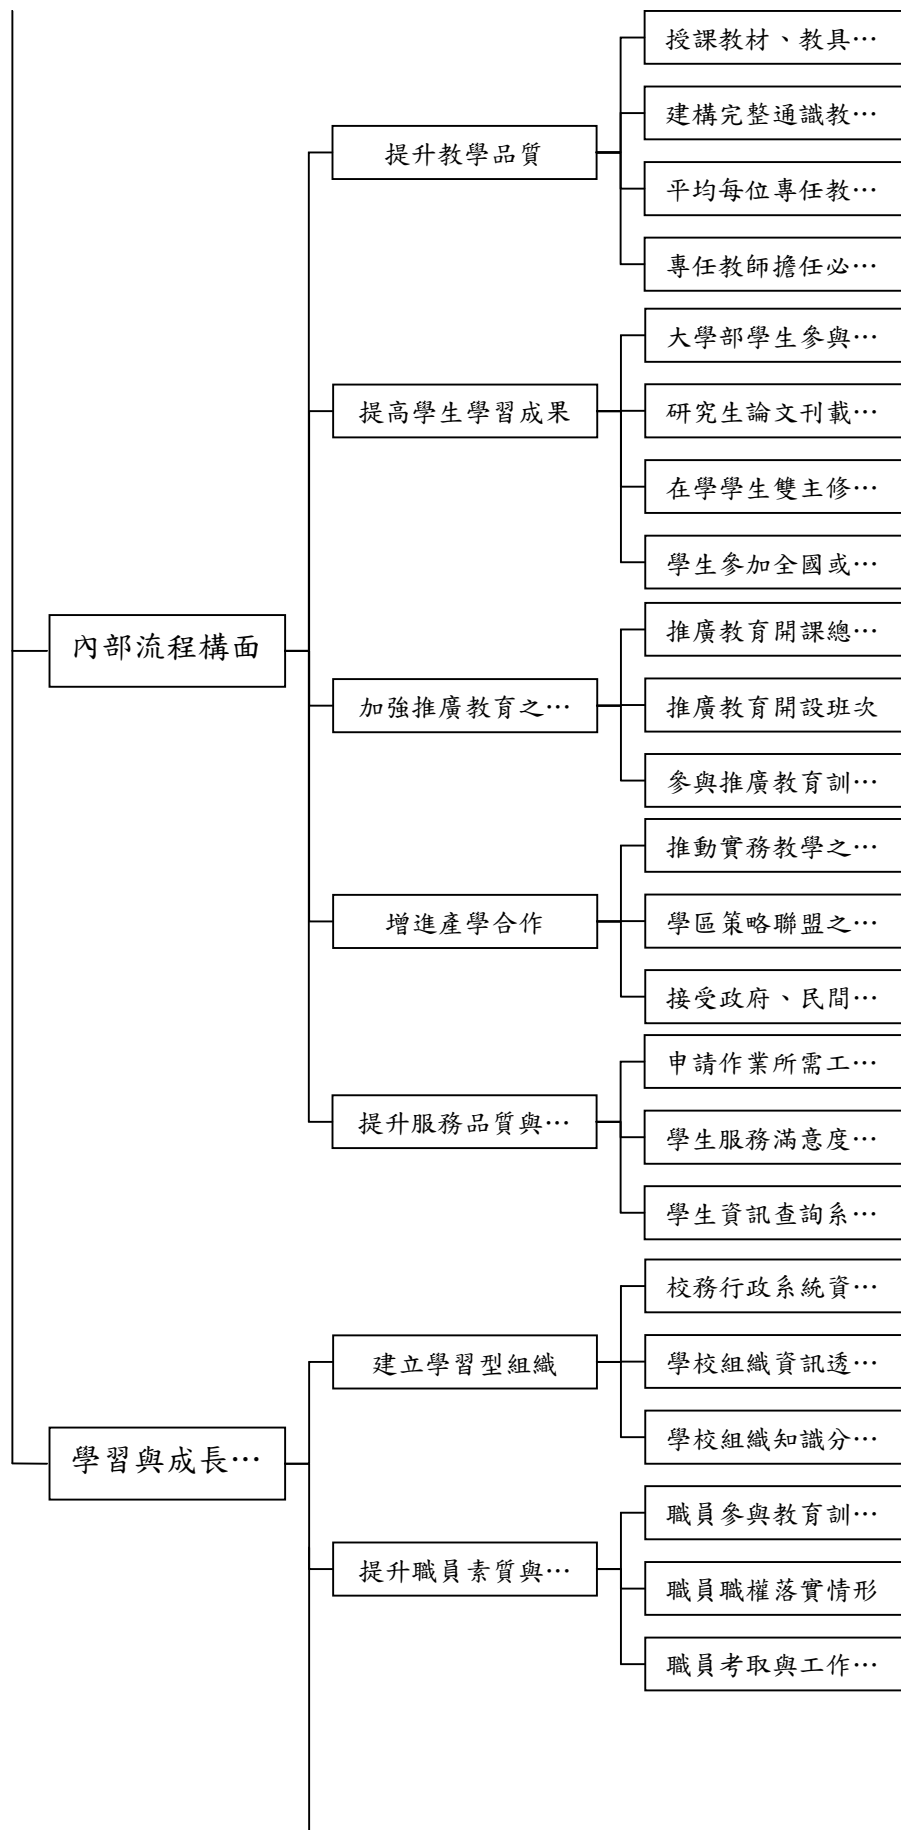 授課教材、教具…
建構完整通識教…
提升教學品質
平均每位專任教…
專任教師擔任必…
大學部學生參與…
提高學生學習成果
研究生論文刊載…
在學學生雙主修…
學生參加全國或…
內部流程構面
推廣教育開課總…
加強推廣教育之…
推廣教育開設班次
參與推廣教育訓…
推動實務教學之…
增進產學合作
學區策略聯盟之…
接受政府、民間…
申請作業所需工…
提升服務品質與…
學生服務滿意度…
學生資訊查詢系…
校務行政系統資…
建立學習型組織
學校組織資訊透…
學校組織知識分…
學習與成長…
職員參與教育訓…
提升職員素質與…
職員職權落實情形
職員考取與工作…